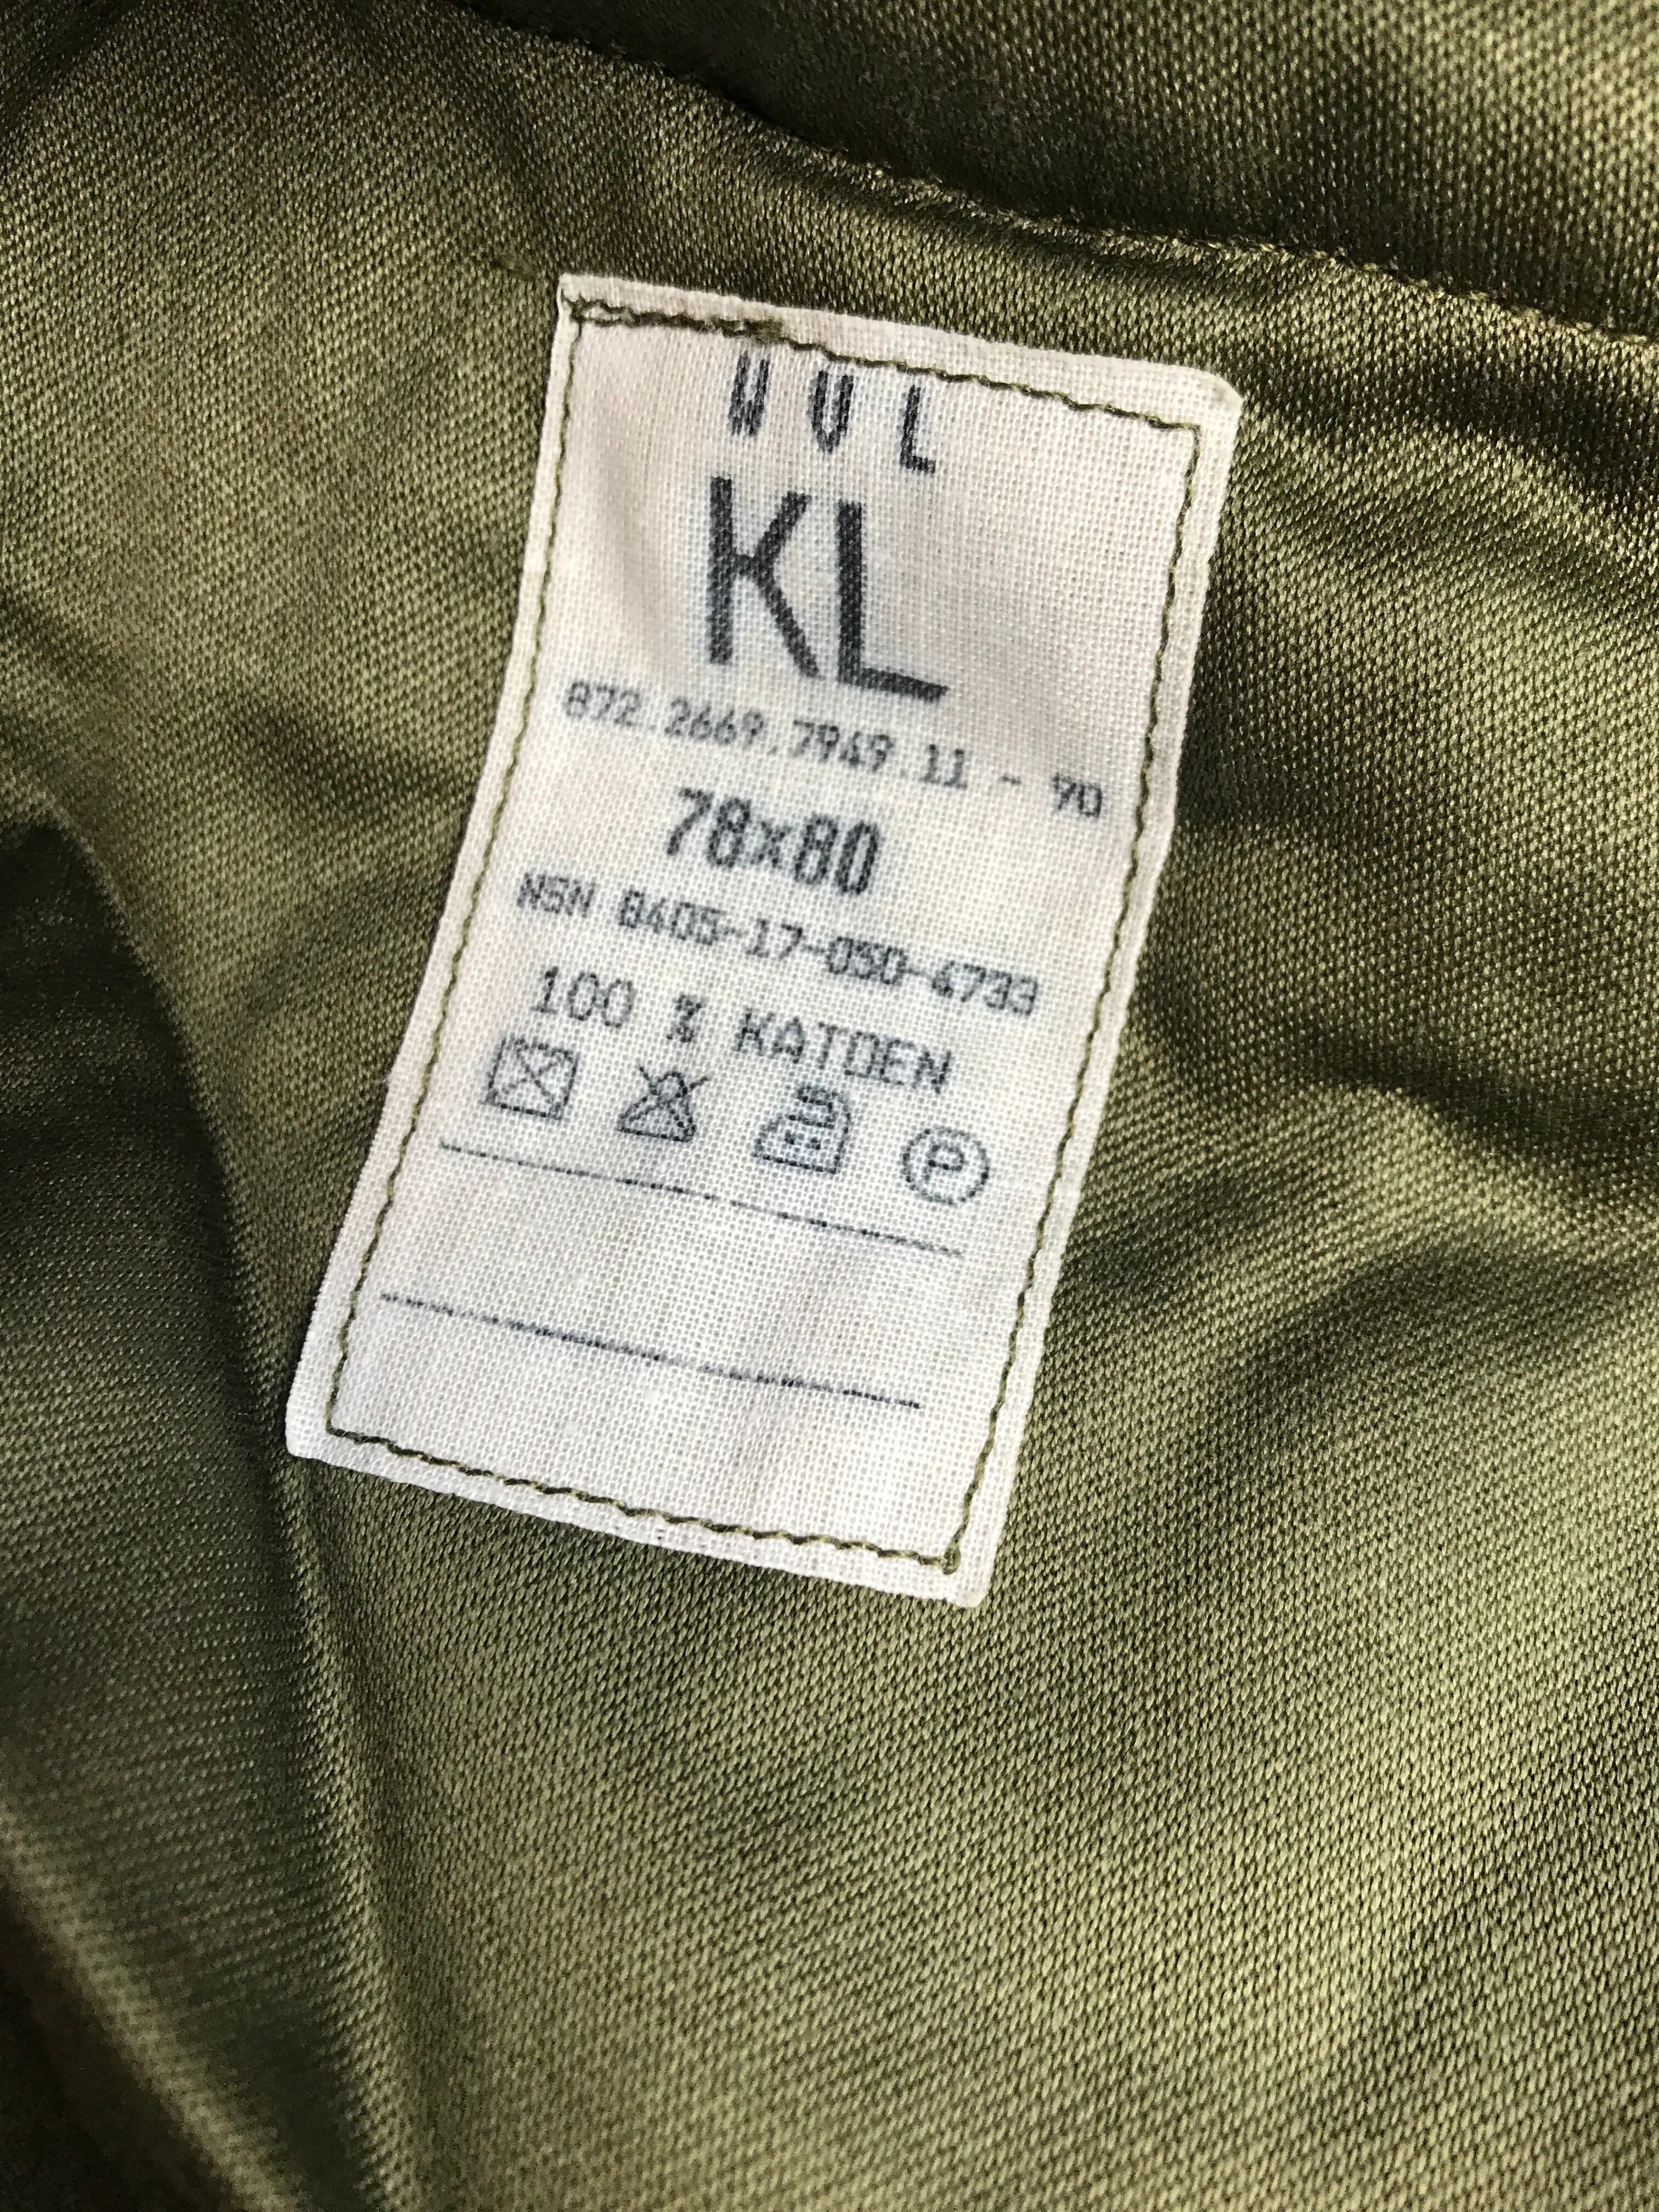 WVL
KL
872.2669.7949.11 - 90
78x80
NSN 8405-17-050-4733
100 % KATOEN
P